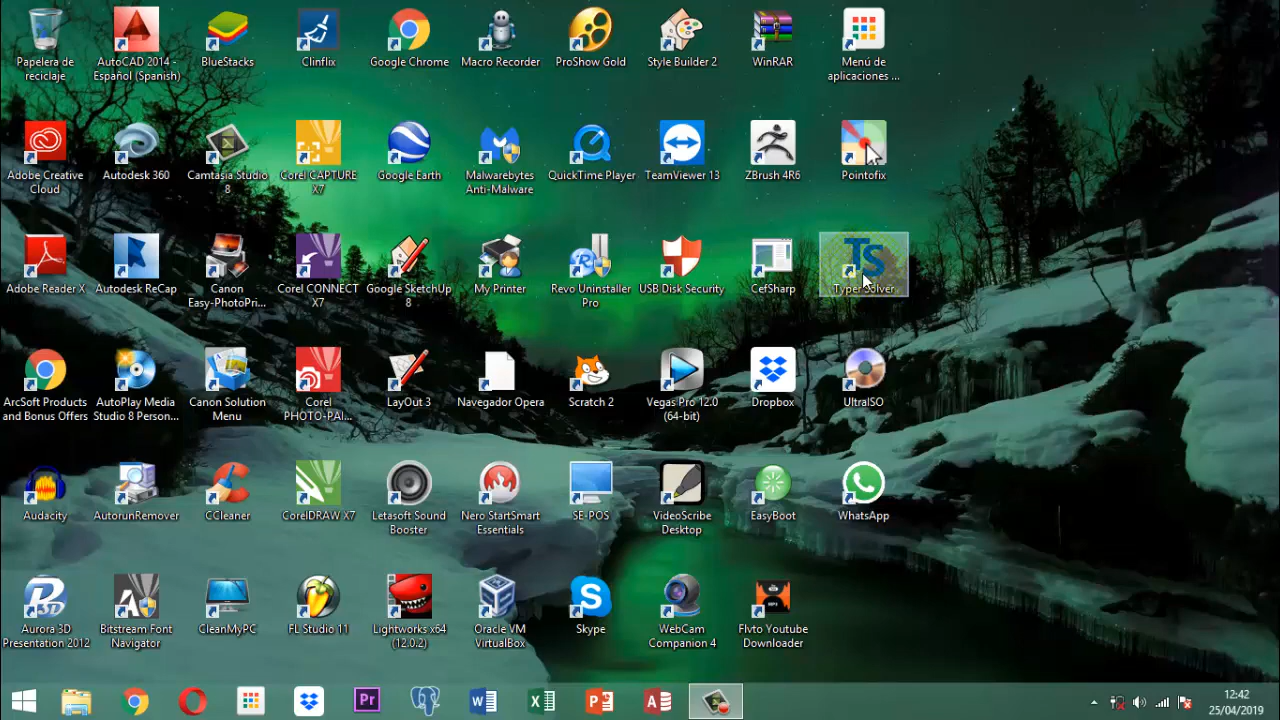 Papelera de
reciclaje
AutoCAD 2014 -
Español (Spanish)
BlueStacks
Clinflix
Google Chrome
Macro Recorder
ProShow Gold
Style Builder 2
WinRAR
Menú de
aplicaciones ...
Adobe Creative
Cloud
Autodesk 360
Camtasia Studio
8
Corel CAPTURE
X7
Google Earth
Malwarebytes
Anti-Malware
QuickTime Player
TeamViewer 13
ZBrush 4R6
Pointofix
Adobe Reader X
Autodesk ReCap
Canon
Easy-PhotoPri...
Corel CONNECT
X7
Google SketchUp
8
My Printer
Revo Uninstaller
Pro
USB Disk Security
CefSharp
TS
Typer Solver
ArcSoft Products
and Bonus Offers
AutoPlay Media
Studio 8 Person...
Canon Solution
Menu
Corel
PHOTO-PAI...
LayOut 3
Navegador Opera
Scratch 2
Vegas Pro 12.0
(64-bit)
Dropbox
UltraISO
Audacity
AutorunRemover
CCleaner
CorelDRAW X7
Letasoft Sound
Booster
Nero StartSmart
Essentials
SE-POS
VideoScribe
Desktop
EasyBoot
WhatsApp
Aurora 3D
Presentation 2012
Bitstream Font
Navigator
CleanMyPC
FL Studio 11
Lightworks x64
(12.0.2)
Oracle VM
VirtualBox
Skype
WebCam
Companion 4
Flvto Youtube
Downloader
Pr
12:42
25/04/2019